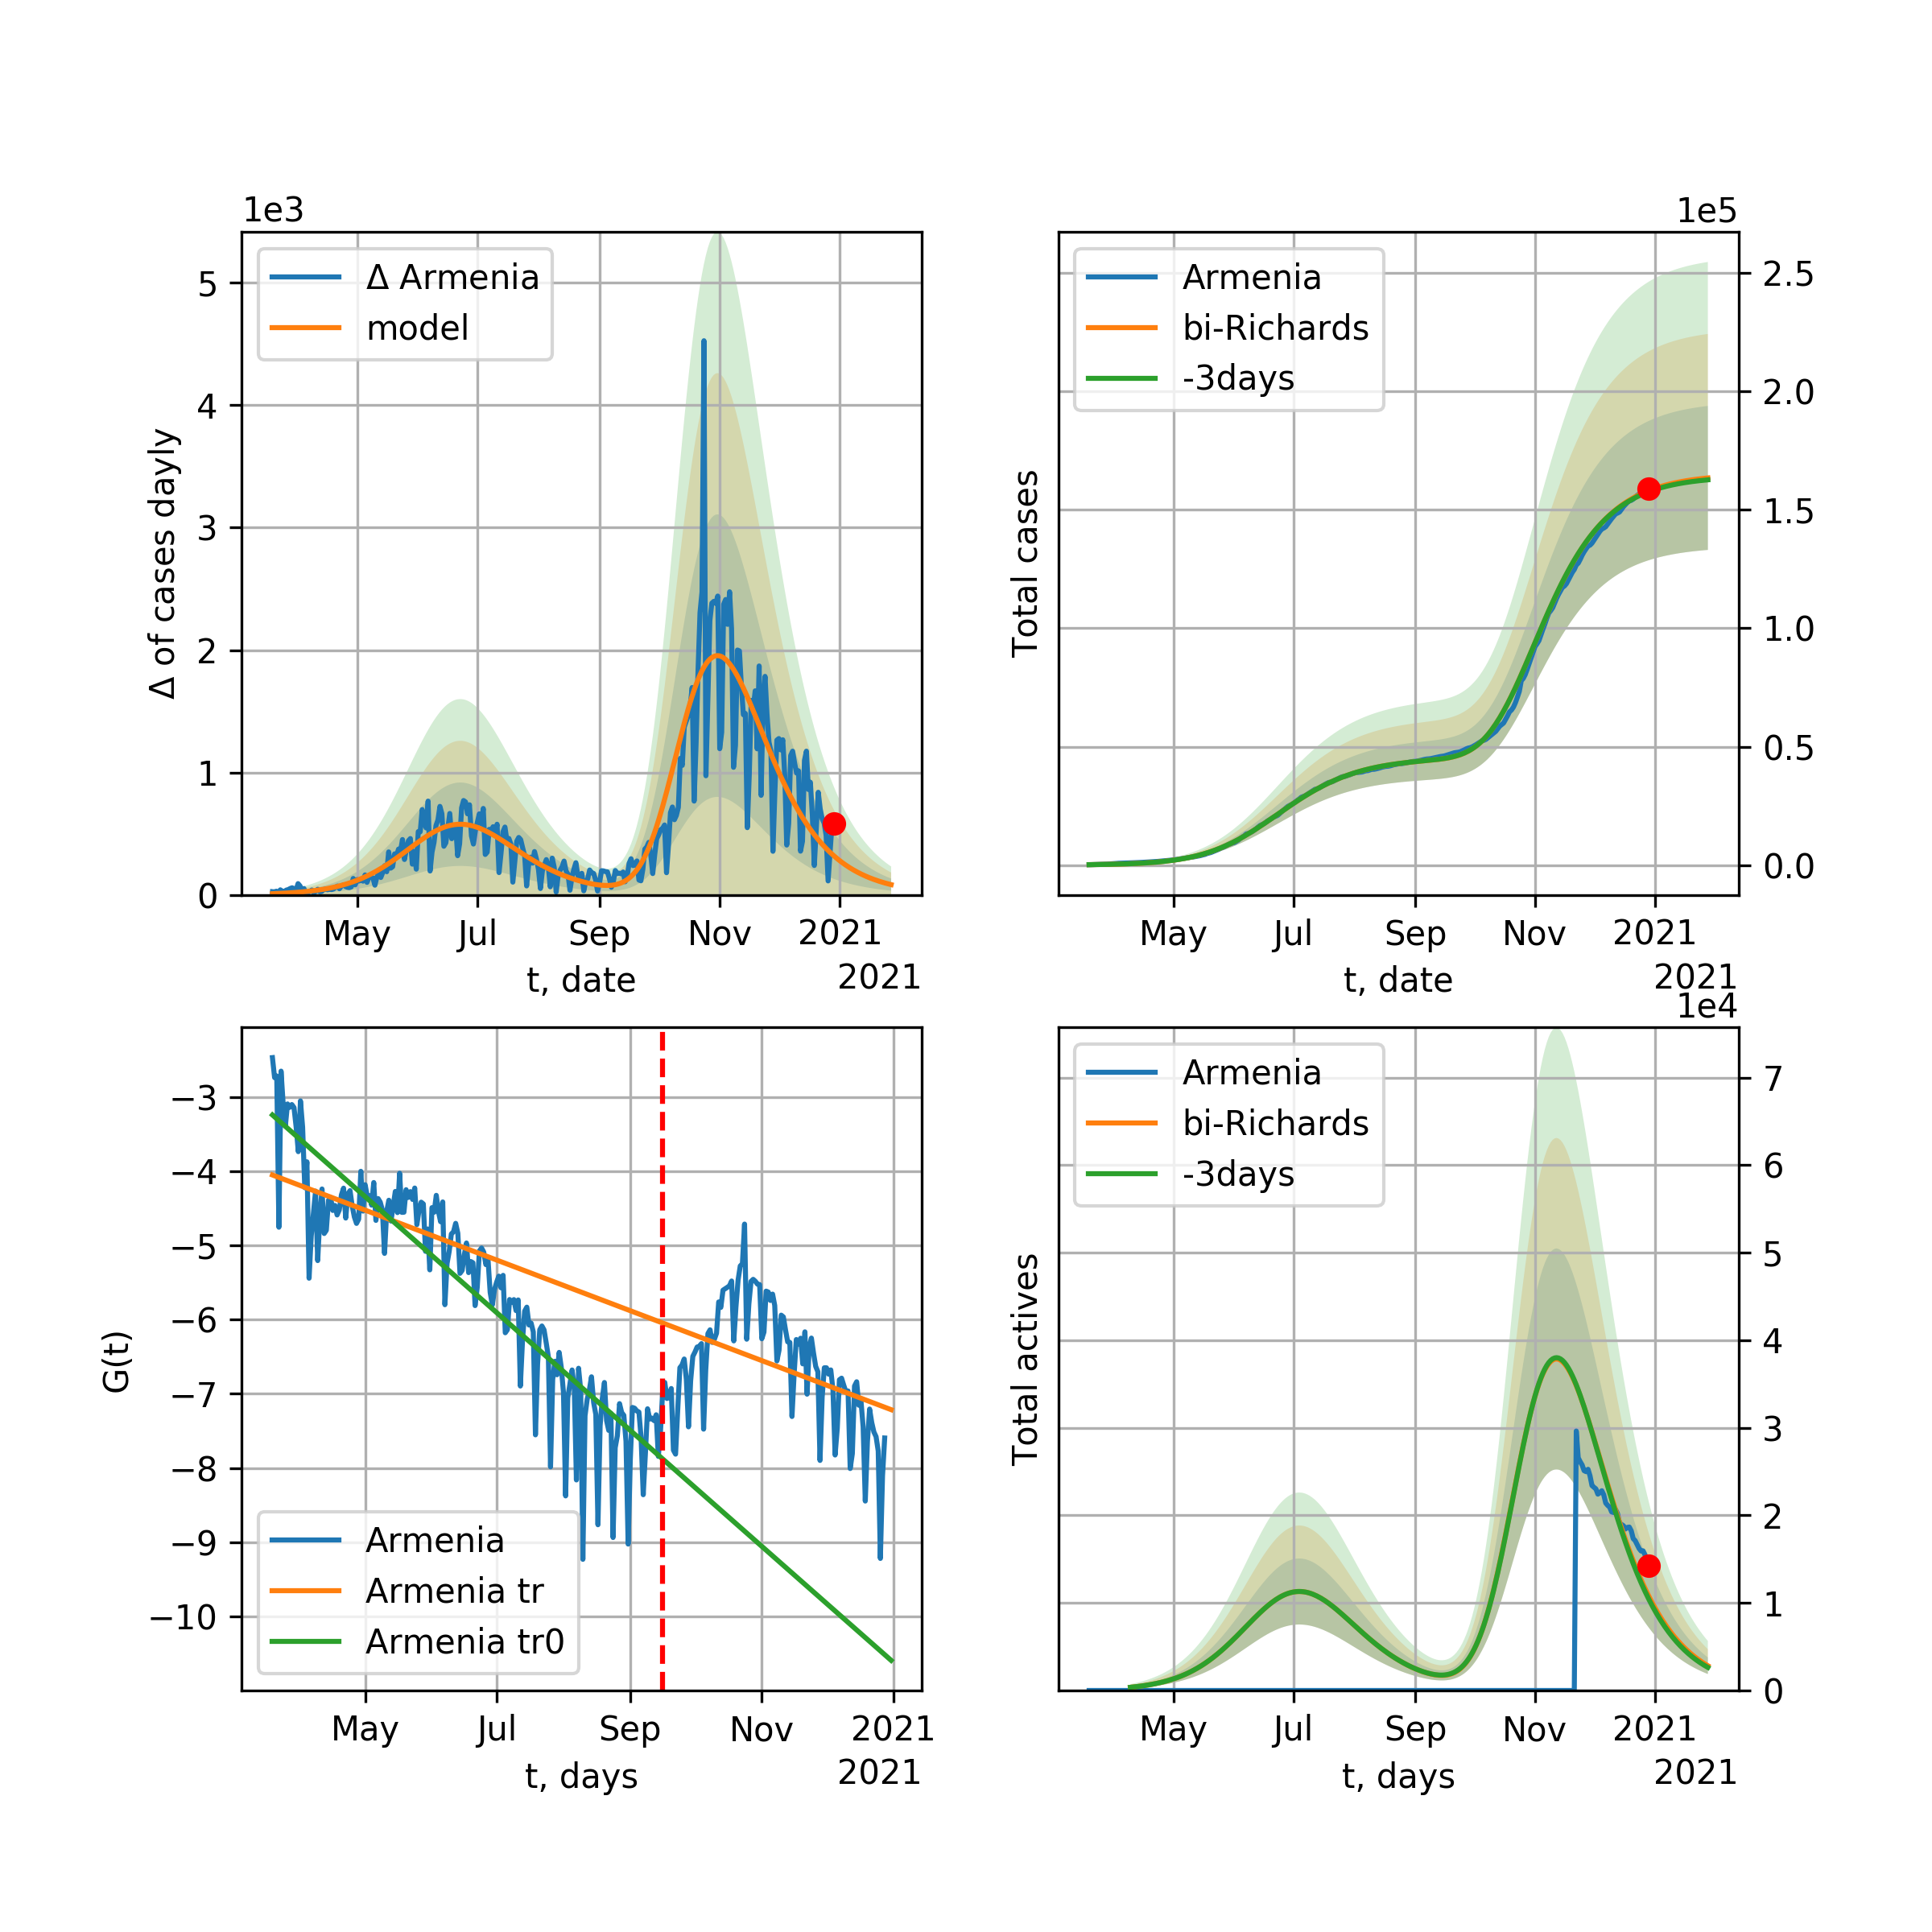 1e3
Δ Armenia
model
5
4
3
2
1
0
Δ of cases dayly
May Jul Sep Nov 2021
t, date
2021
1e5
Armenia
bi-Richards
-3days
2.5
2.0
1.5
1.0
0.5
0.0
Total cases
May Jul Sep Nov 2021
t, date
2021
−3
−4
−5
−6
−7
−8
−9
−10
G(t)
Armenia
Armenia tr
Armenia tr0
May Jul Sep Nov 2021
t, days
2021
1e4
Armenia
bi-Richards
-3days
7
6
5
4
3
2
1
0
Total actives
May Jul Sep Nov 2021
t, days
2021